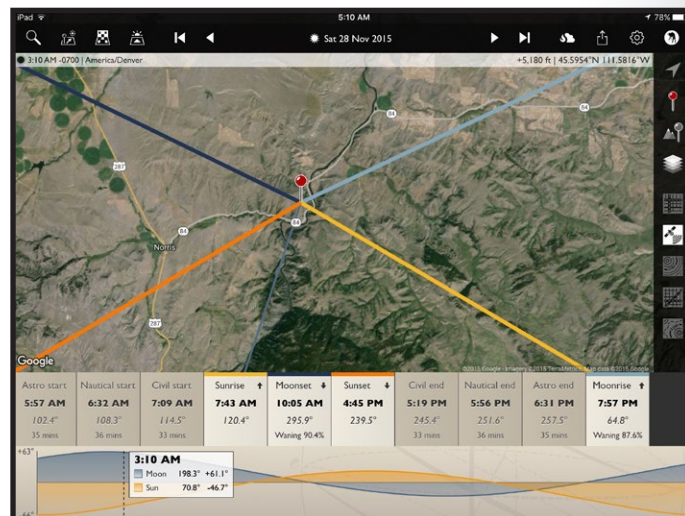 iPad
5:10 AM
78%
Sat 28 Nov 2015
3:10 AM -0700 | America/Denver
+5,180 ft | 45.5954°N 111.5816°W
84
287
84
84
Norris
287
Google
Astro start
5:57 AM
102.4°
35 mins
Nautical start
6:32 AM
108.3°
36 mins
Civil start
7:09 AM
114.5°
33 mins
Sunrise
7:43 AM
120.4°
Moonset
10:05 AM
295.9°
Waning 90.4%
Sunset
4:45 PM
239.5°
Civil end
5:19 PM
245.4°
33 mins
Nautical end
5:56 PM
251.6°
36 mins
Astro end
6:31 PM
257.5°
35 mins
Moonrise
7:57 PM
64.8°
Waning 87.6%
+63°
3:10 AM
Moon 198.3° +61.1°
Sun 70.8° -46.7°